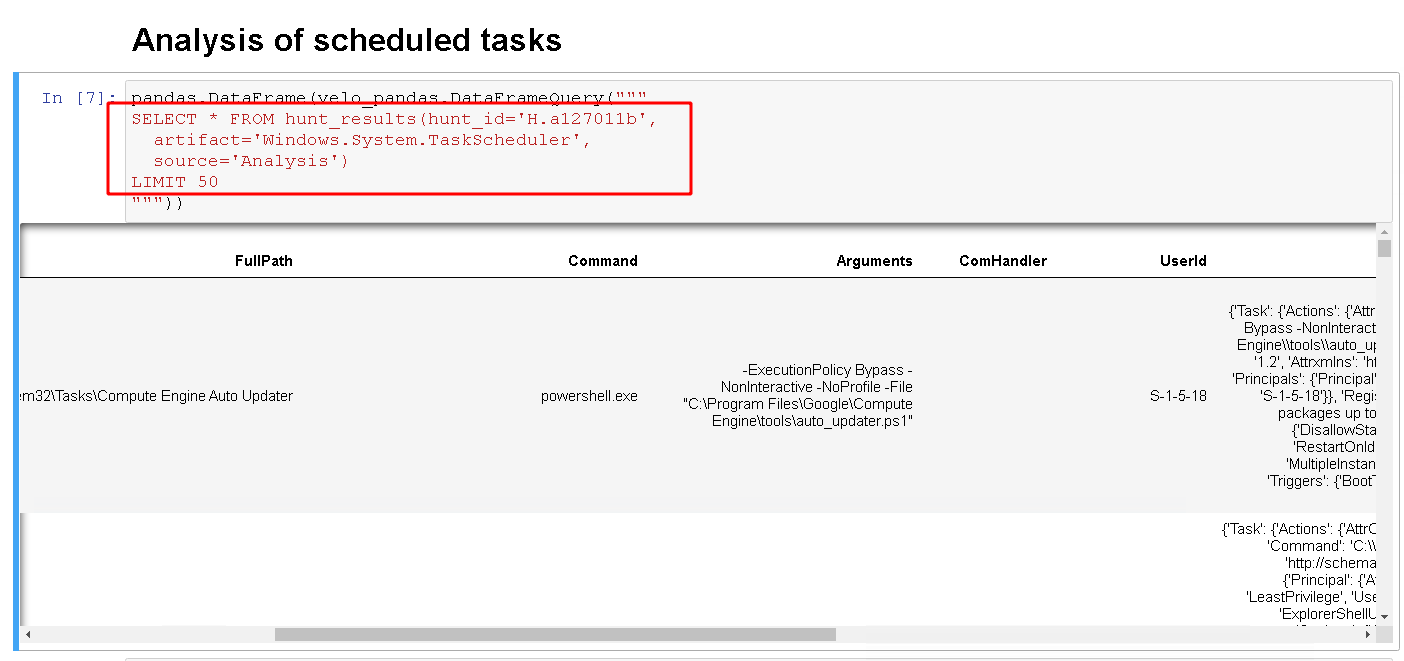 Analysis of scheduled tasks
In [7]: pandas.DataFrame(velo_pandas.DataFrameQuery("""
SELECT * FROM hunt_results(hunt_id='H.a127011b',
artifact='Windows.System.TaskScheduler',
source='Analysis')
LIMIT 50
"""))
FullPath Command Arguments ComHandler UserId
{'Task': {'Actions': {'Attr
Bypass -NonInteract
Engine\\tools\\auto_up
'1.2', 'AttrxmIns': 'ht
-ExecutionPolicy Bypass - 'Principals': {'Principal'
NonInteractive -NoProfile -File
em32\Tasks\Compute Engine Auto Updater powershell.exe "C:\Program Files\Google\Compute S-1-5-18 'S-1-5-18'}}, 'Regis
Engine\tools\auto_updater.ps1" packages up to
{'DisallowSta
'RestartOnId
'MultipleInstan
'Triggers': {'BootT
{'Task': {'Actions': {'AttrC
'Command': 'C:\\
'http://schema
{'Principal': {'A
'LeastPrivilege', 'Use
'ExplorerShellU